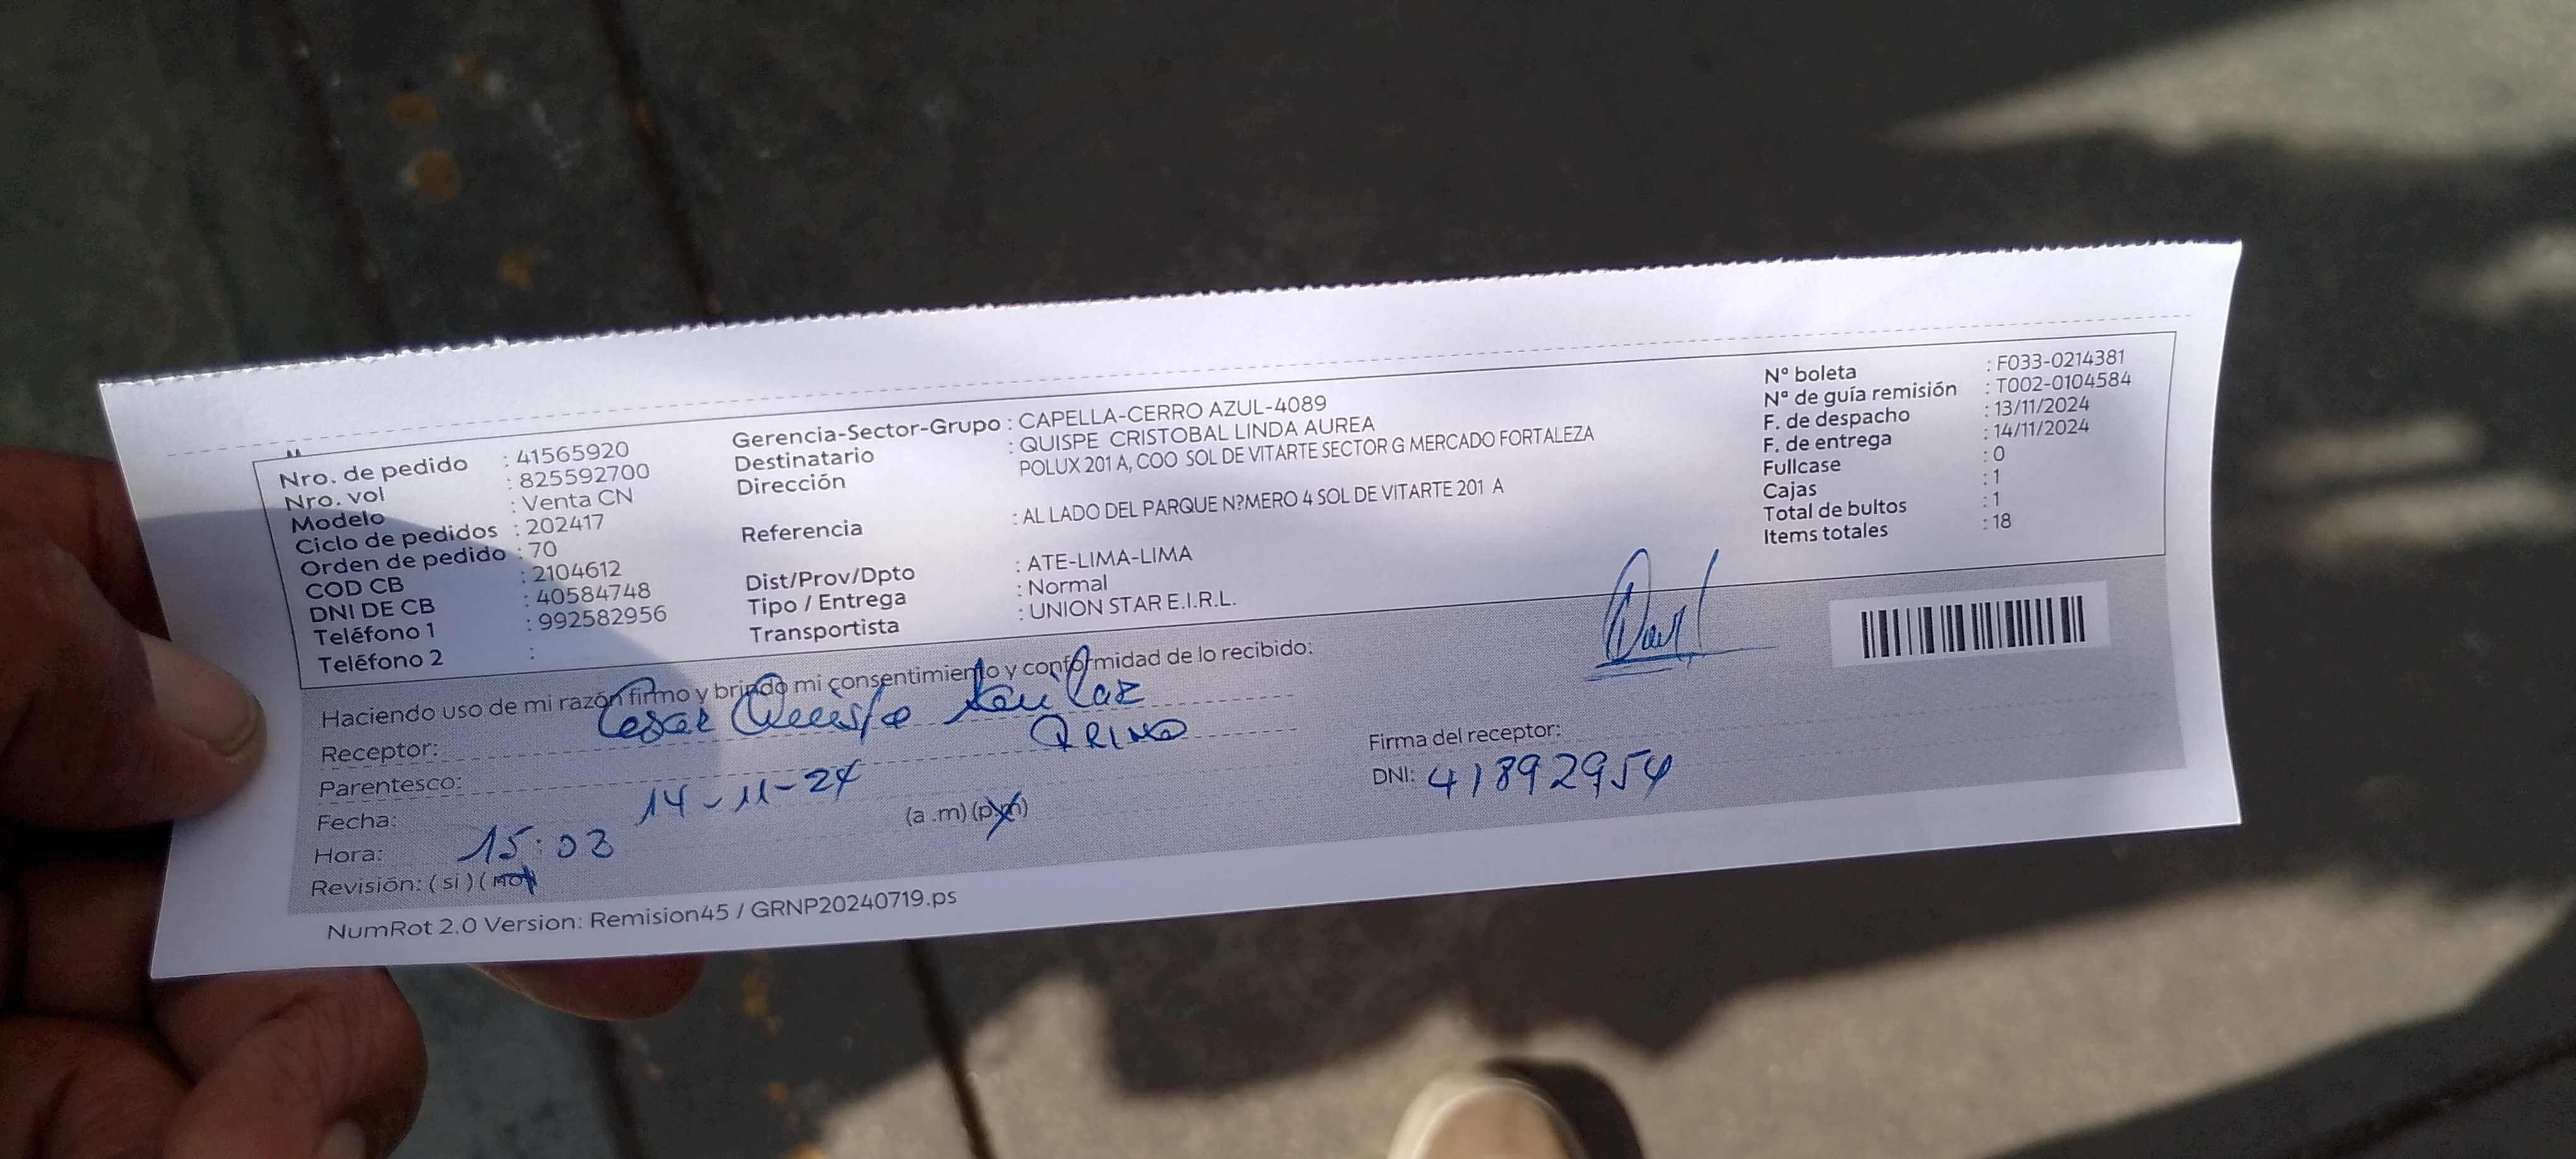 Nro. de pedido : 41565920
Nro. vol : 825592700
Modelo : Venta CN
Ciclo de pedidos : 202417
Orden de pedido : 70
COD CB : 2104612
DNI DE CB : 40584748
Teléfono 1 : 992582956
Teléfono 2 :
Gerencia-Sector-Grupo : CAPELLA-CERRO AZUL-4089
Destinatario : QUISPE CRISTOBAL LINDA AUREA
Dirección POLUX 201 A, COO SOL DE VITARTE SECTOR G MERCADO FORTALEZA
Referencia : AL LADO DEL PARQUE N?MERO 4 SOL DE VITARTE 201 A
Dist/Prov/Dpto : ATE-LIMA-LIMA
Tipo / Entrega : Normal
Transportista : UNION STAR E.I.R.L.
N° boleta : F033-0214381
N° de guía remisión : T002-0104584
F. de despacho : 13/11/2024
F. de entrega : 14/11/2024
Fullcase : 0
Cajas : 1
Total de bultos : 1
Items totales : 18
Haciendo uso de mi razón firmo y brindo mi consentimiento y conformidad de lo recibido:
Receptor: Cesar Quispe
Parentesco: PRIMO
Fecha: 14-11-24
Hora: 15:03 (a .m) (p.m)
Revisión: ( si ) ( no )
Firma del receptor:
DNI: 41892954
NumRot 2.0 Version: Remision45 / GRNP20240719.ps